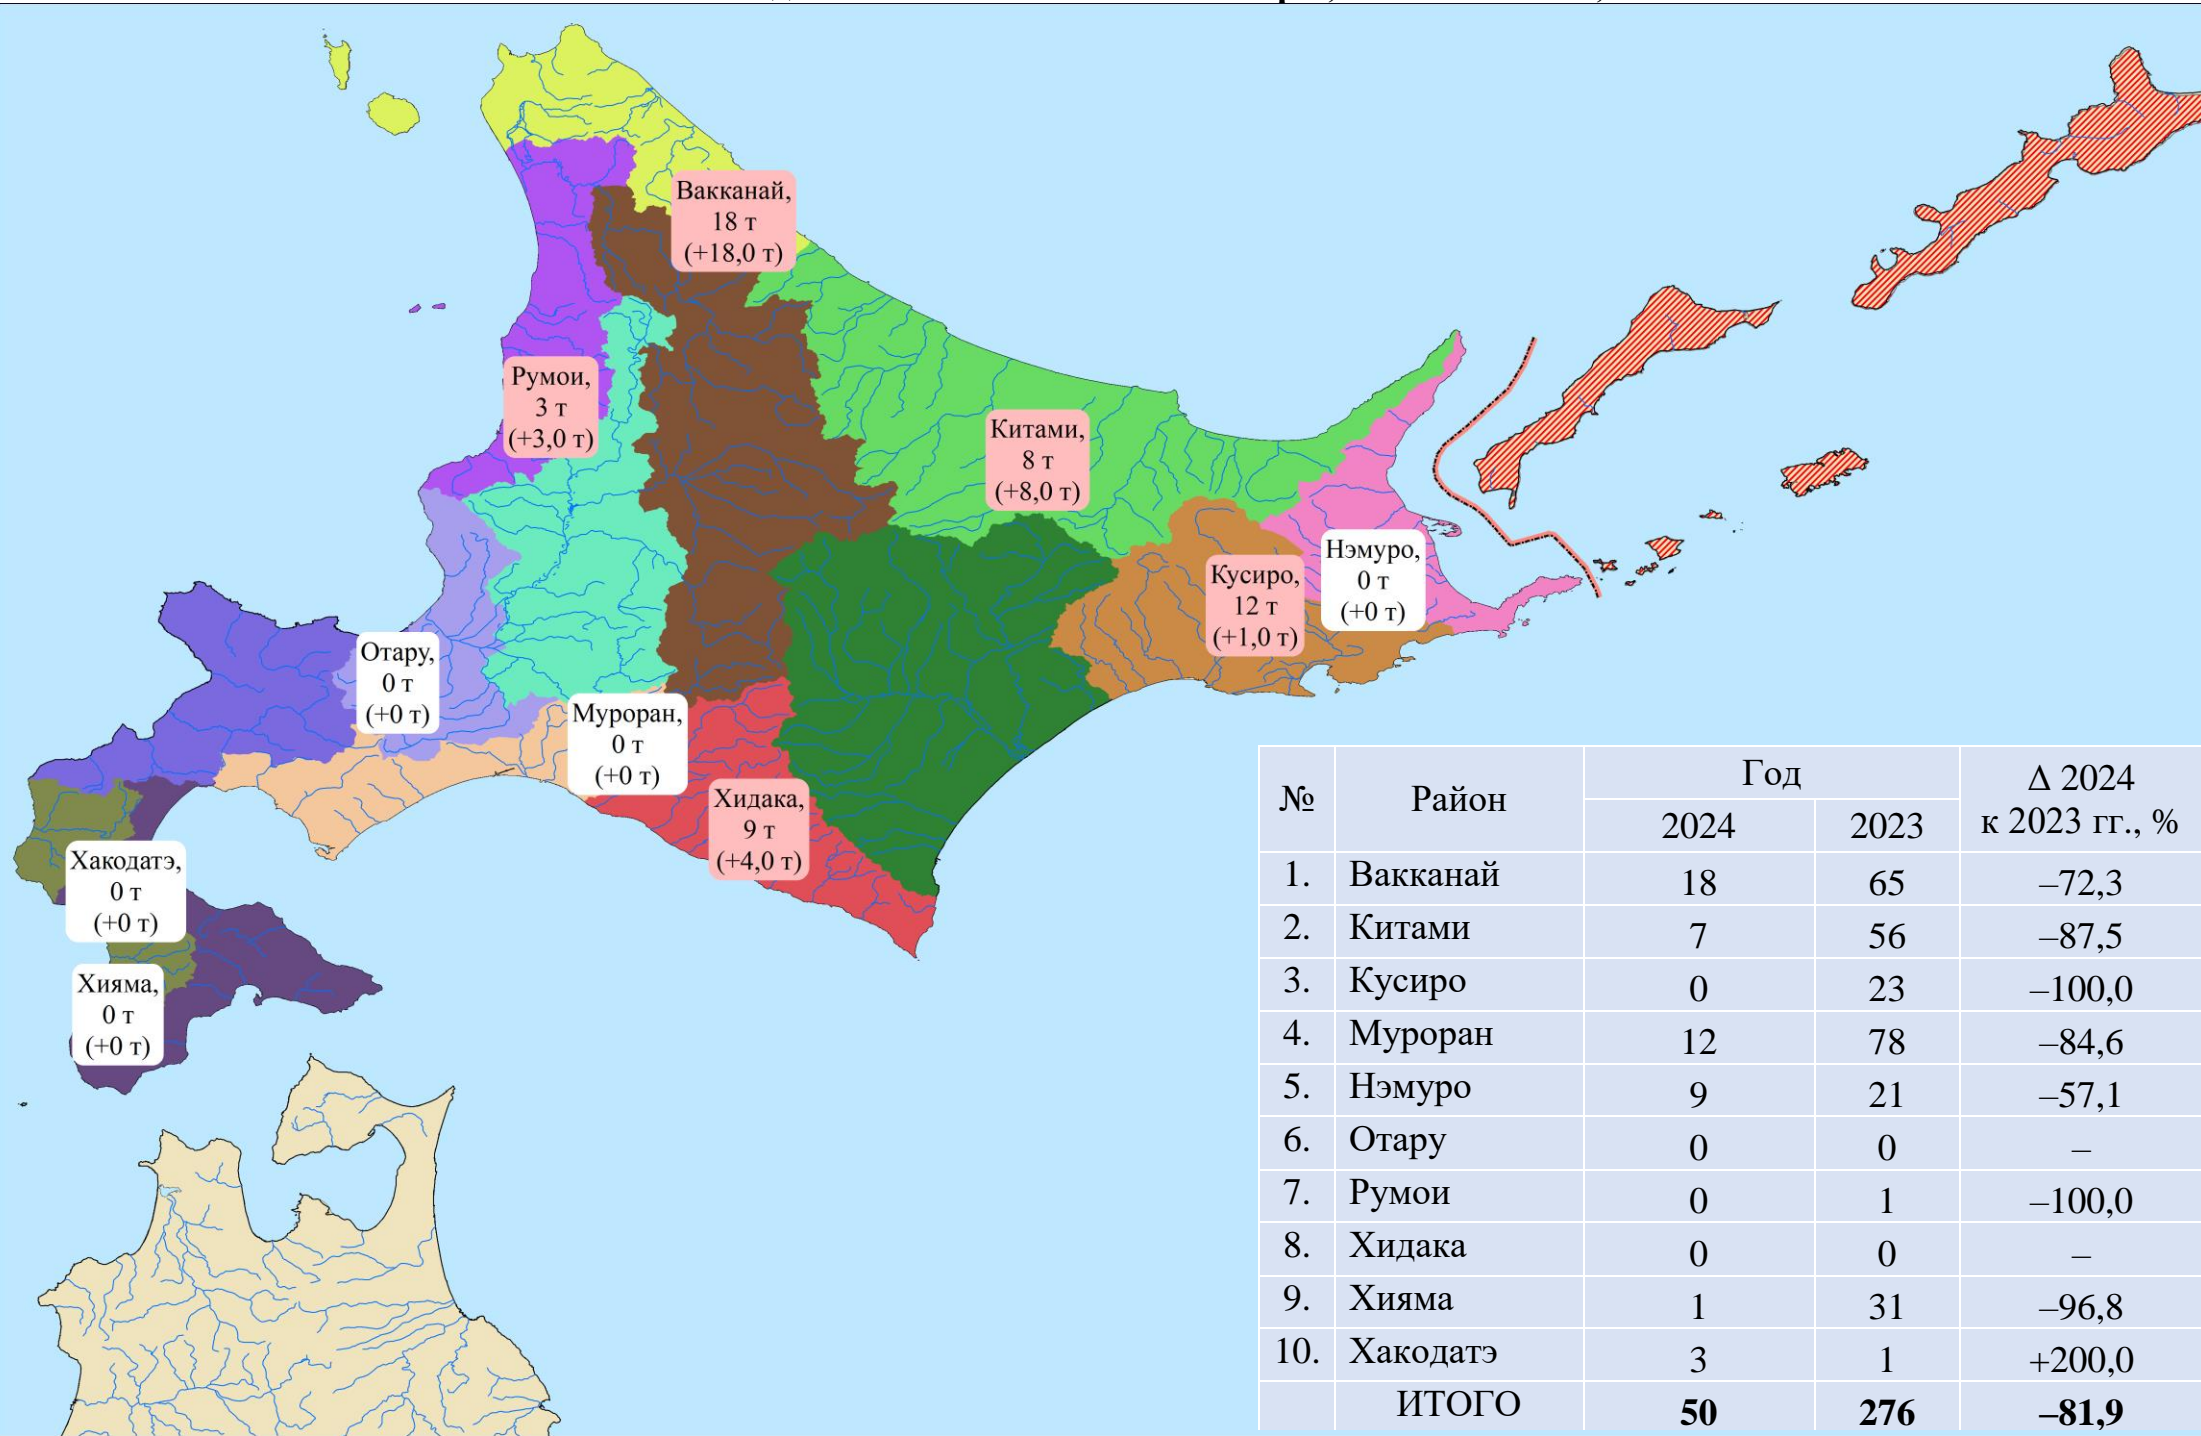 Вакканай,
18 т
(+18,0 т)
Румои,
3 т
(+3,0 т)
Китами,
8 т
(+8,0 т)
Нэмуро,
0 т
(+0 т)
Кусиро,
12 т
(+1,0 т)
Отару,
0 т
(+0 т)
Муроран,
0 т
(+0 т)
Хидака,
9 т
(+4,0 т)
Хакодатэ,
0 т
(+0 т)
Хияма,
0 т
(+0 т)
№ Район Год Δ 2024
2024 2023 к 2023 гг., %
1. Вакканай 18 65 –72,3
2. Китами 7 56 –87,5
3. Кусиро 0 23 –100,0
4. Муроран 12 78 –84,6
5. Нэмуро 9 21 –57,1
6. Отару 0 0 –
7. Румои 0 1 –100,0
8. Хидака 0 0 –
9. Хияма 1 31 –96,8
10. Хакодатэ 3 1 +200,0
ИТОГО 50 276 –81,9